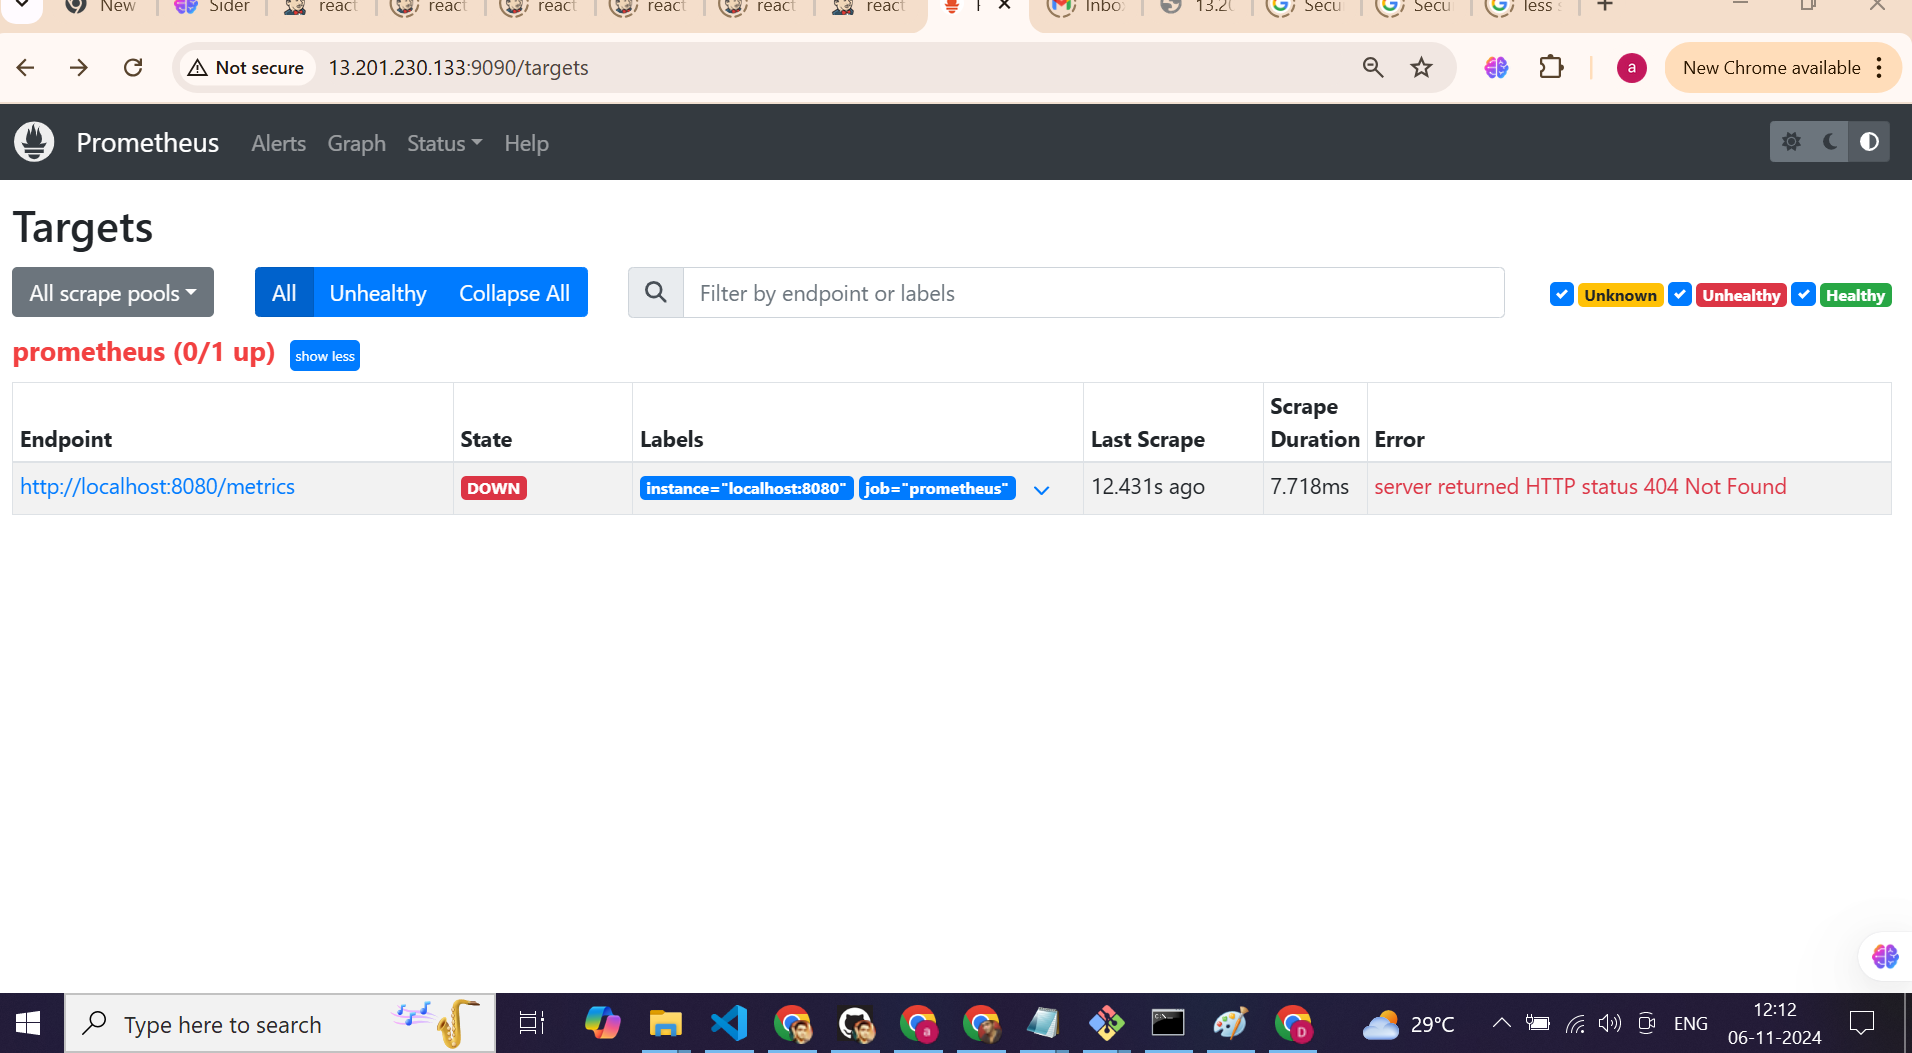 New
Sider
react
react
react
react
react
react
Inbo
13.20
Secu
Secu
less s
Not secure
13.201.230.133:9090/targets
a
New Chrome available
Prometheus
Alerts
Graph
Status
Help
Targets
All scrape pools
All
Unhealthy
Collapse All
Filter by endpoint or labels
Unknown
Unhealthy
Healthy
prometheus (0/1 up)
show less
Endpoint
State
Labels
Last Scrape
Scrape
Duration
Error
http://localhost:8080/metrics
DOWN
instance="localhost:8080"
job="prometheus"
12.431s ago
7.718ms
server returned HTTP status 404 Not Found
Type here to search
a
D
29°C
ENG
12:12
06-11-2024